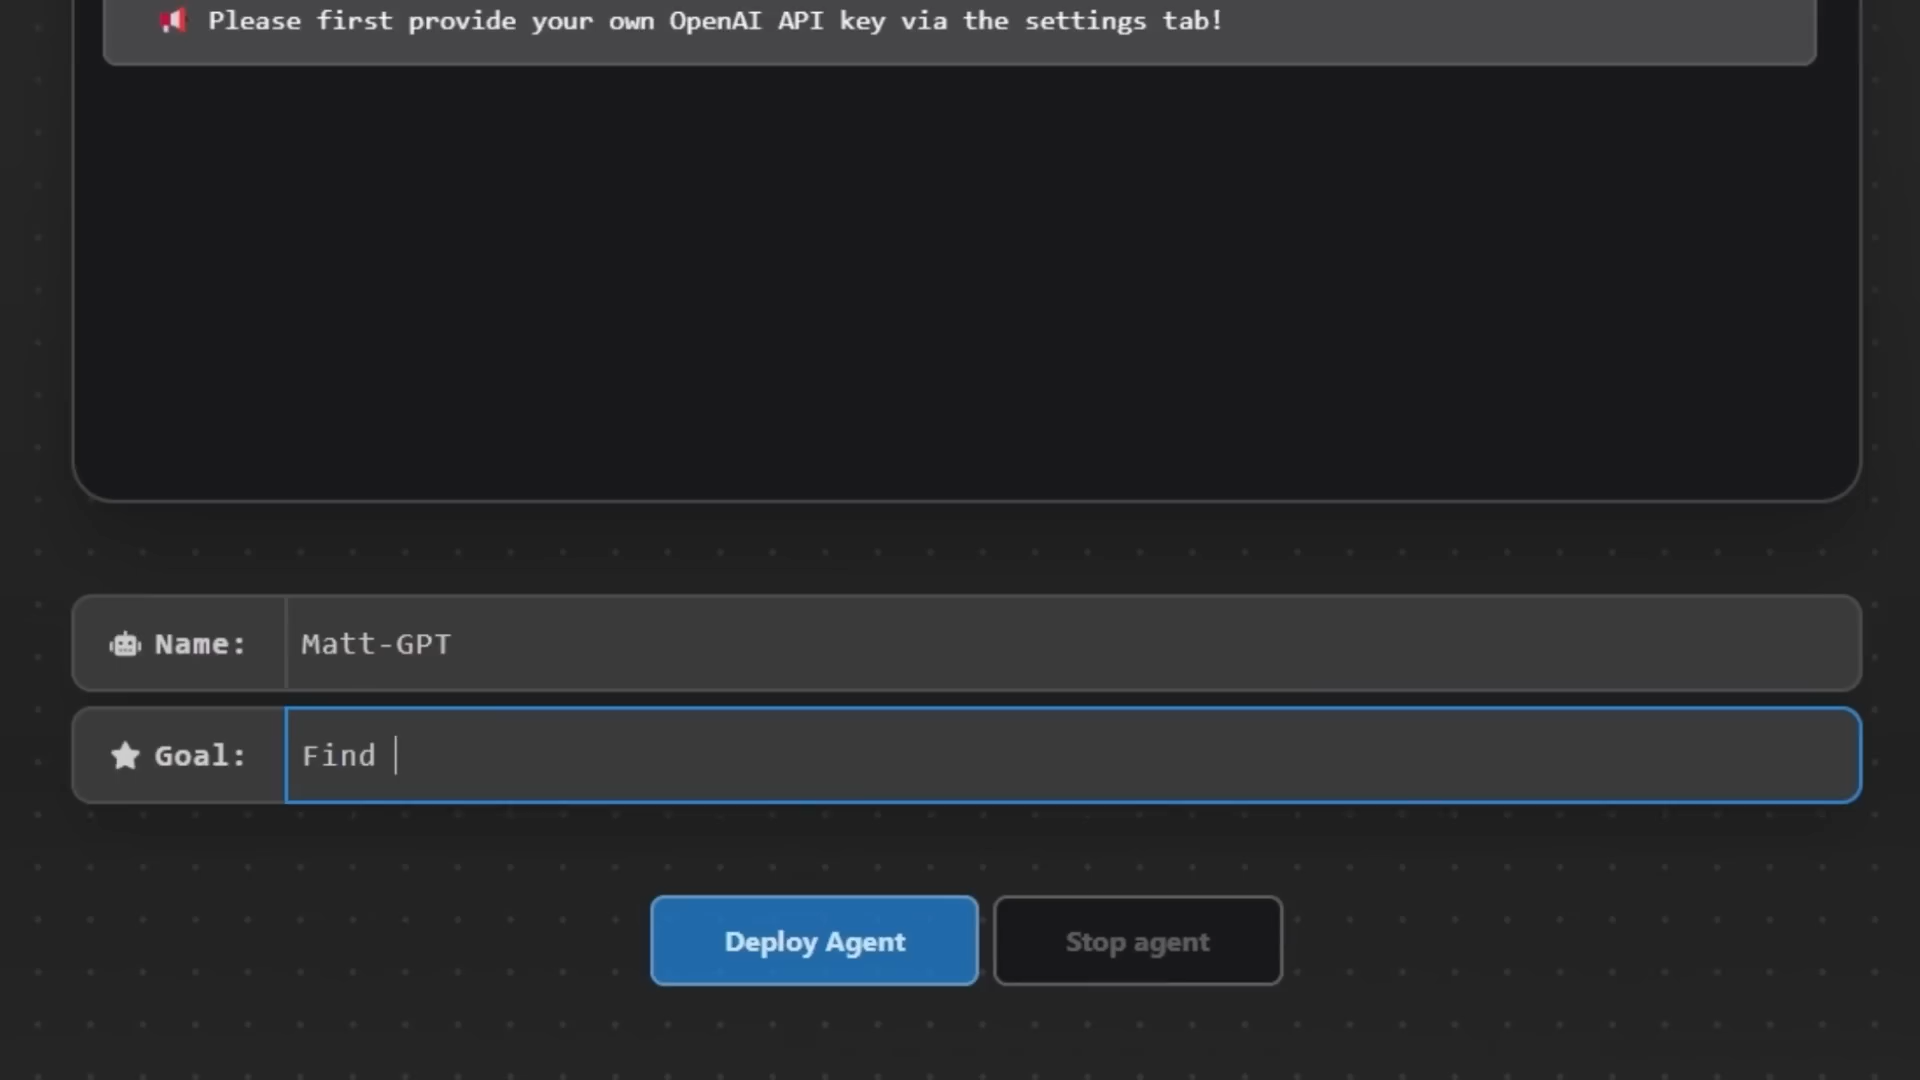 Please first provide your own OpenAI API key via the settings tab!
Name: Matt-GPT
Goal: Find
Deploy Agent Stop agent